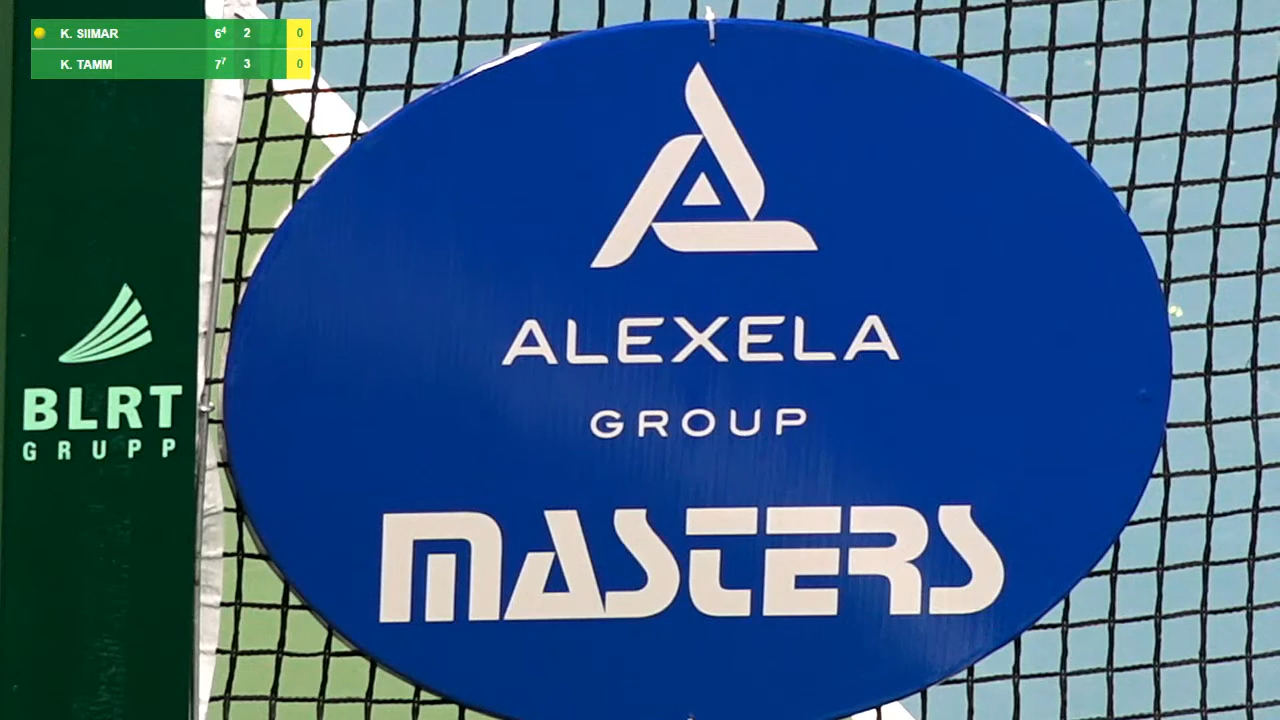 K. SIIMAR 6⁴ 2 0
K. TAMM 7⁷ 3 0
BLRT
GRUPP
ALEXELA
GROUP
MASTERS